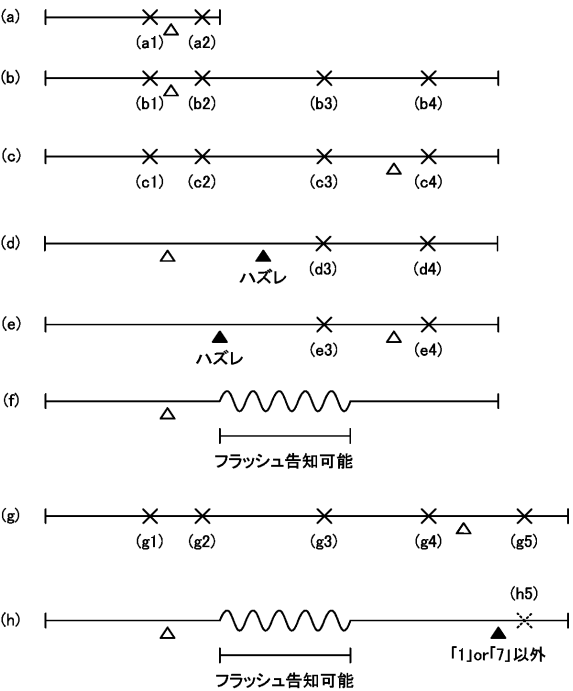 (a)
(a1) (a2)
(b)
(b1) (b2) (b3) (b4)
(c)
(c1) (c2) (c3) (c4)
(d)
ハズレ (d3) (d4)
(e)
ハズレ (e3) (e4)
(f)
フラッシュ告知可能
(g)
(g1) (g2) (g3) (g4) (g5)
(h5)
(h)
「1」or「7」以外
フラッシュ告知可能